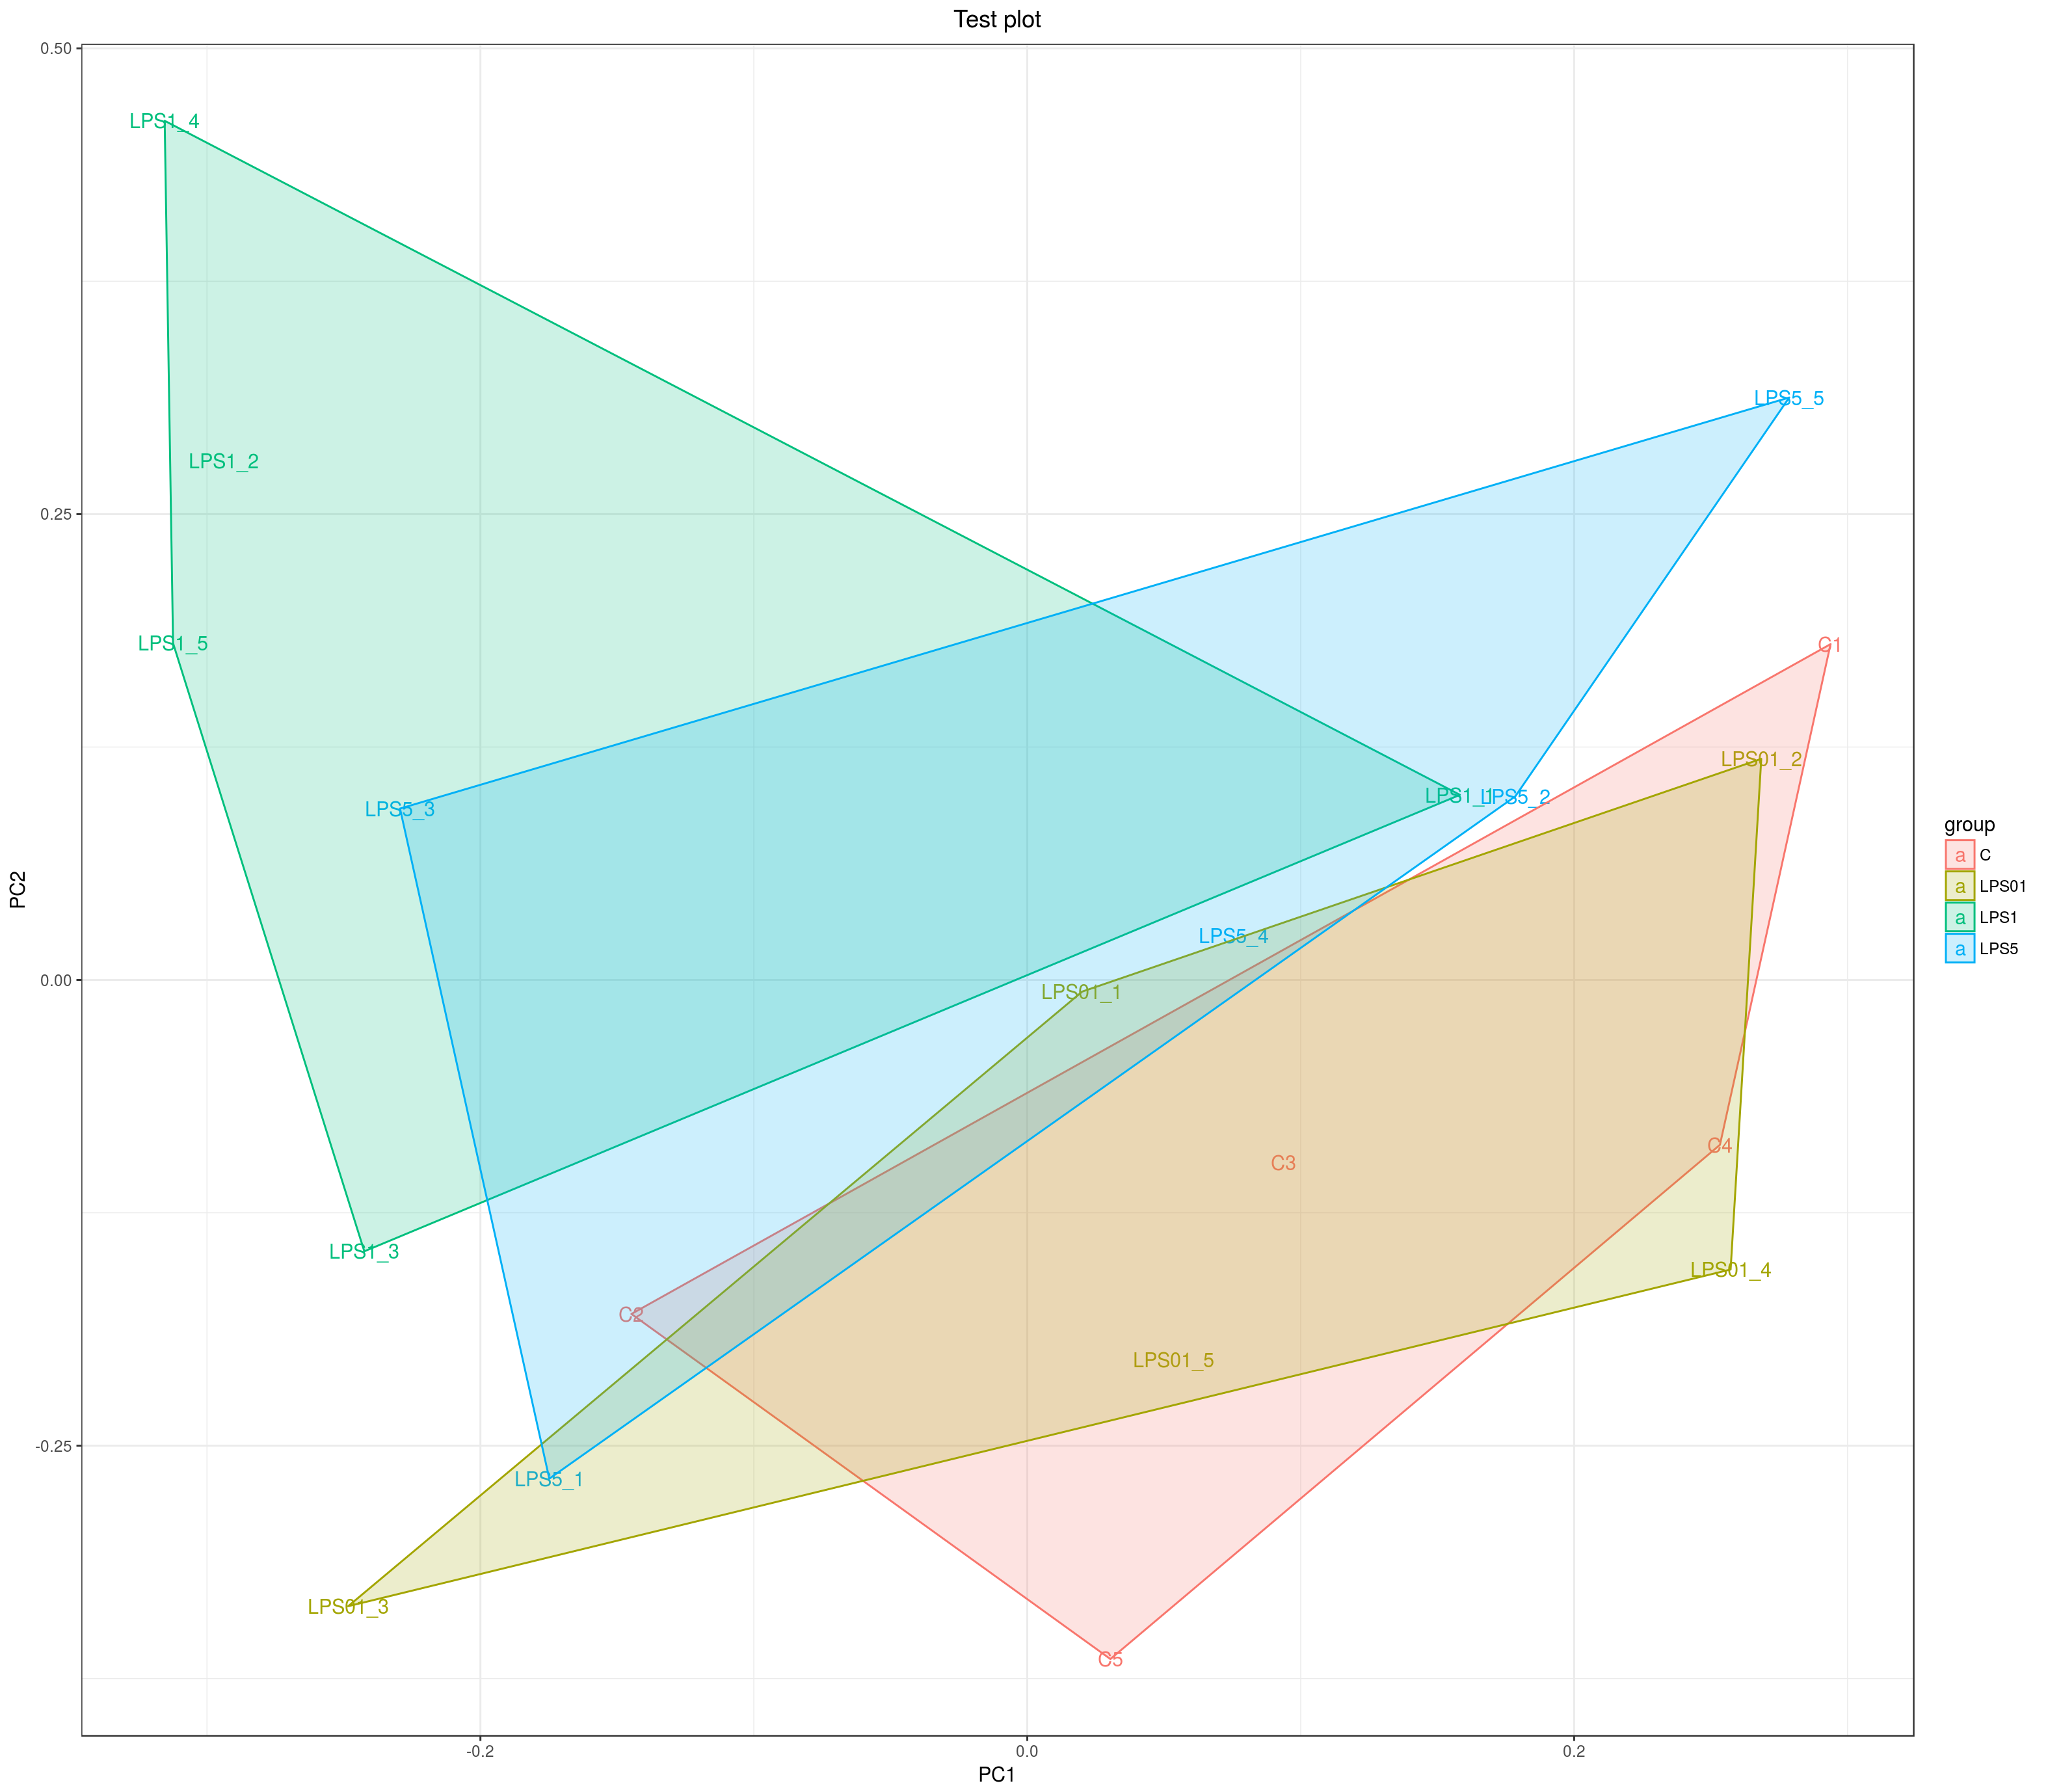 Test plot
0.50
LPS1_4
LPS5_5
LPS1_2
0.25
LPS1_5
C1
LPS01_2
LPS5_3
LPS1_1
LPS5_2
group
a C
a LPS01
a LPS1
a LPS5
PC2
LPS5_4
0.00
LPS01_1
C4
C3
LPS1_3
LPS01_4
C2
LPS01_5
-0.25
LPS5_1
LPS01_3
C5
-0.2
0.0
0.2
PC1